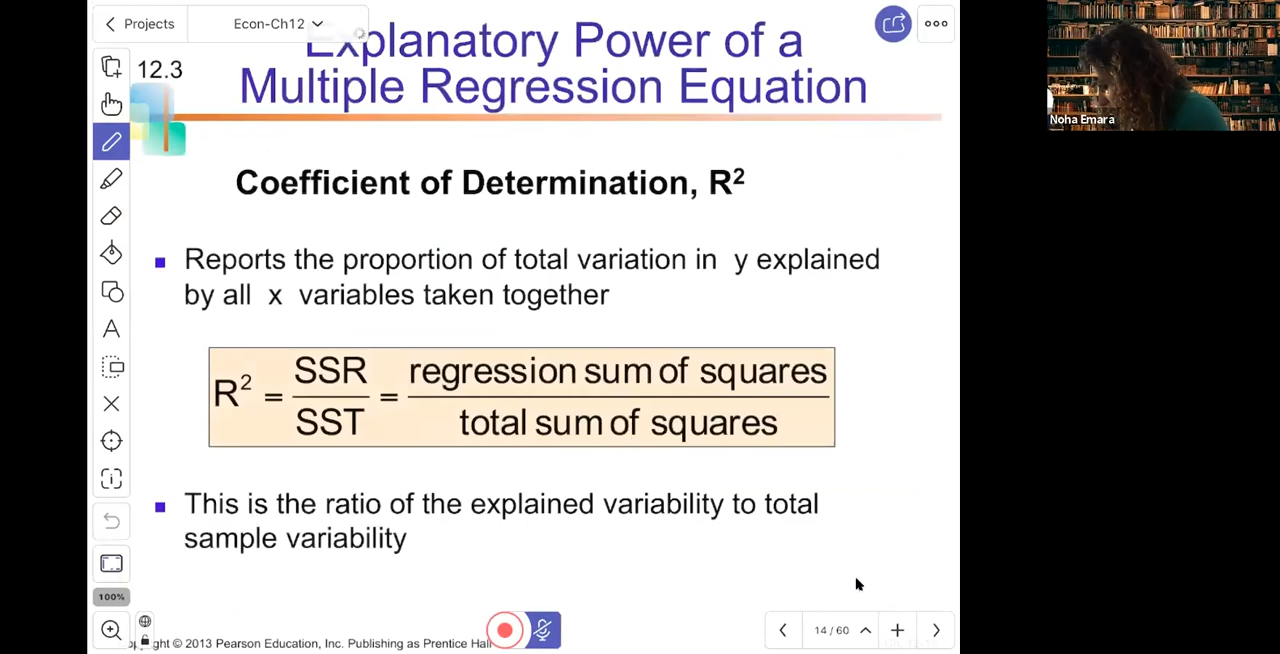 Projects
Econ-Ch12
12.3
Explanatory Power of a
Multiple Regression Equation
Noha Emara
Coefficient of Determination, R²
Reports the proportion of total variation in y explained
by all x variables taken together
R² = SSR / SST = regression sum of squares / total sum of squares
This is the ratio of the explained variability to total
sample variability
100%
© 2013 Pearson Education, Inc. Publishing as Prentice
14 / 60